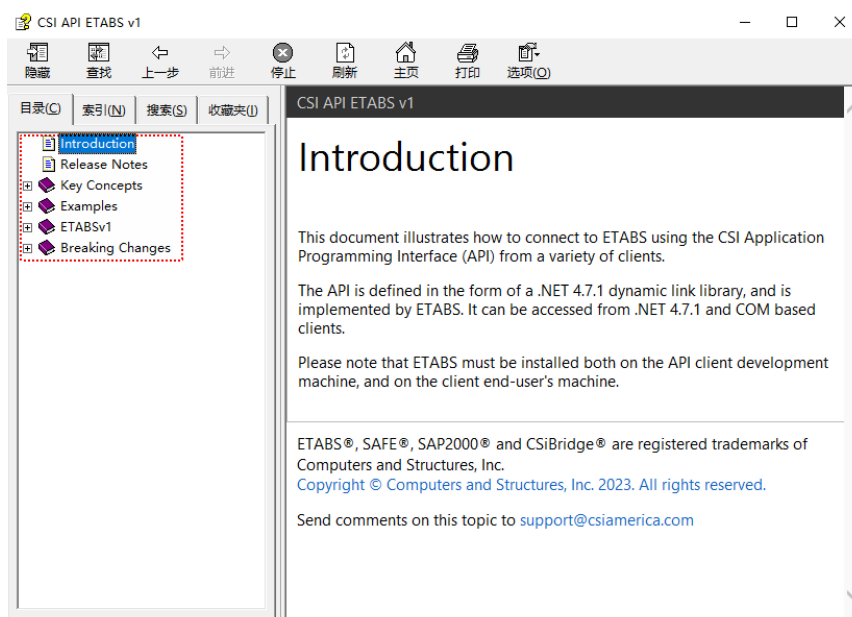 CSI API ETABS v1
隐藏 查找 上一步 前进 停止 刷新 主页 打印 选项(O)
目录(C) 索引(N) 搜索(S) 收藏夹(I)
Introduction
Release Notes
Key Concepts
Examples
ETABSv1
Breaking Changes
CSI API ETABS v1
Introduction
This document illustrates how to connect to ETABS using the CSI Application
Programming Interface (API) from a variety of clients.
The API is defined in the form of a .NET 4.7.1 dynamic link library, and is
implemented by ETABS. It can be accessed from .NET 4.7.1 and COM based
clients.
Please note that ETABS must be installed both on the API client development
machine, and on the client end-user's machine.
ETABS®, SAFE®, SAP2000® and CSiBridge® are registered trademarks of
Computers and Structures, Inc.
Copyright © Computers and Structures, Inc. 2023. All rights reserved.
Send comments on this topic to support@csiamerica.com